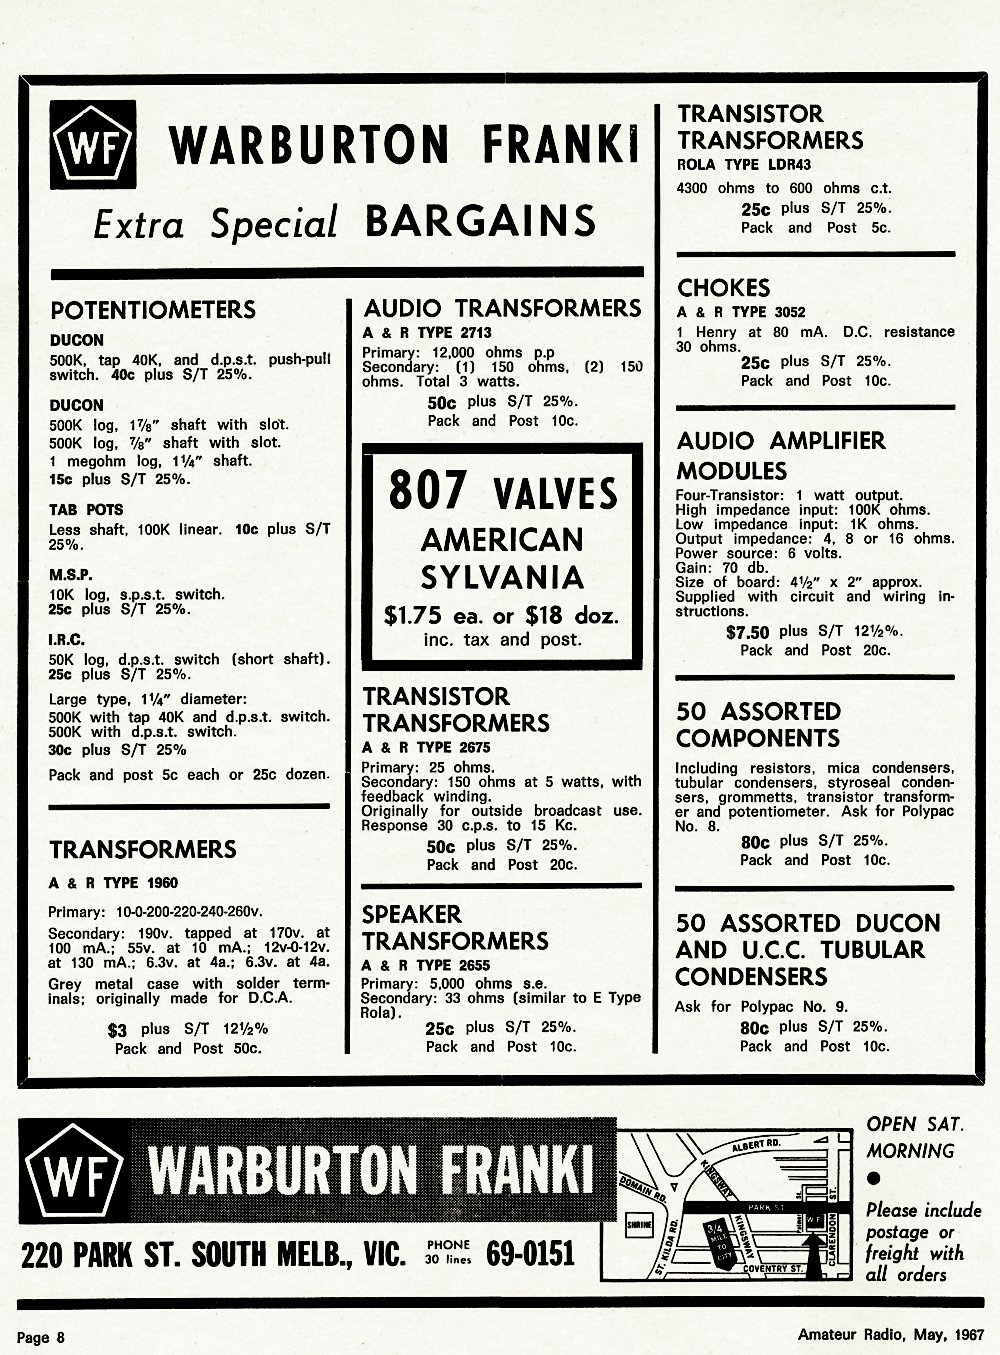 WF
WARBURTON FRANKI
Extra Special BARGAINS
POTENTIOMETERS
DUCON
500K, tap 40K, and d.p.s.t. push-pull
switch. 40c plus S/T 25%.
DUCON
500K log, 1⅞" shaft with slot.
500K log, ⅞" shaft with slot.
1 megohm log, 1¼" shaft.
15c plus S/T 25%.
TAB POTS
Less shaft, 100K linear. 10c plus S/T
25%.
M.S.P.
10K log, s.p.s.t. switch.
25c plus S/T 25%.
I.R.C.
50K log, d.p.s.t. switch (short shaft).
25c plus S/T 25%.
Large type, 1¼" diameter:
500K with tap 40K and d.p.s.t. switch.
500K with d.p.s.t. switch.
30c plus S/T 25%
Pack and post 5c each or 25c dozen.
TRANSFORMERS
A & R TYPE 1960
Primary: 10-0-200-220-240-260v.
Secondary: 190v. tapped at 170v. at
100 mA.; 55v. at 10 mA.; 12v-0-12v.
at 130 mA.; 6.3v. at 4a.; 6.3v. at 4a.
Grey metal case with solder term-
inals; originally made for D.C.A.
$3 plus S/T 12½%
Pack and Post 50c.
AUDIO TRANSFORMERS
A & R TYPE 2713
Primary: 12,000 ohms p.p
Secondary: (1) 150 ohms, (2) 150
ohms. Total 3 watts.
50c plus S/T 25%.
Pack and Post 10c.
807 VALVES
AMERICAN
SYLVANIA
$1.75 ea. or $18 doz.
inc. tax and post.
TRANSISTOR
TRANSFORMERS
A & R TYPE 2675
Primary: 25 ohms.
Secondary: 150 ohms at 5 watts, with
feedback winding.
Originally for outside broadcast use.
Response 30 c.p.s. to 15 Kc.
50c plus S/T 25%.
Pack and Post 20c.
SPEAKER
TRANSFORMERS
A & R TYPE 2655
Primary: 5,000 ohms s.e.
Secondary: 33 ohms (similar to E Type
Rola).
25c plus S/T 25%.
Pack and Post 10c.
TRANSISTOR
TRANSFORMERS
ROLA TYPE LDR43
4300 ohms to 600 ohms c.t.
25c plus S/T 25%.
Pack and Post 5c.
CHOKES
A & R TYPE 3052
1 Henry at 80 mA. D.C. resistance
30 ohms.
25c plus S/T 25%.
Pack and Post 10c.
AUDIO AMPLIFIER
MODULES
Four-Transistor: 1 watt output.
High impedance input: 100K ohms.
Low impedance input: 1K ohms.
Output impedance: 4, 8 or 16 ohms.
Power source: 6 volts.
Gain: 70 db.
Size of board: 4½" x 2" approx.
Supplied with circuit and wiring in-
structions.
$7.50 plus S/T 12½%.
Pack and Post 20c.
50 ASSORTED
COMPONENTS
Including resistors, mica condensers,
tubular condensers, styroseal conden-
sers, grommetts, transistor transform-
er and potentiometer. Ask for Polypac
No. 8.
80c plus S/T 25%.
Pack and Post 10c.
50 ASSORTED DUCON
AND U.C.C. TUBULAR
CONDENSERS
Ask for Polypac No. 9.
80c plus S/T 25%.
Pack and Post 10c.
WF
WARBURTON FRANKI
220 PARK ST. SOUTH MELB., VIC.
PHONE
30 lines
69-0151
ALBERT RD.
KINGSWAY
DOMAIN RD.
PARK ST
SHRINE
ST. KILDA RD.
3/4
MILE
TO
CITY
KINGSWAY
W F
CLARENDON ST.
COVENTRY ST.
OPEN SAT.
MORNING
Please include
postage or
freight with
all orders
Page 8
Amateur Radio, May, 1967